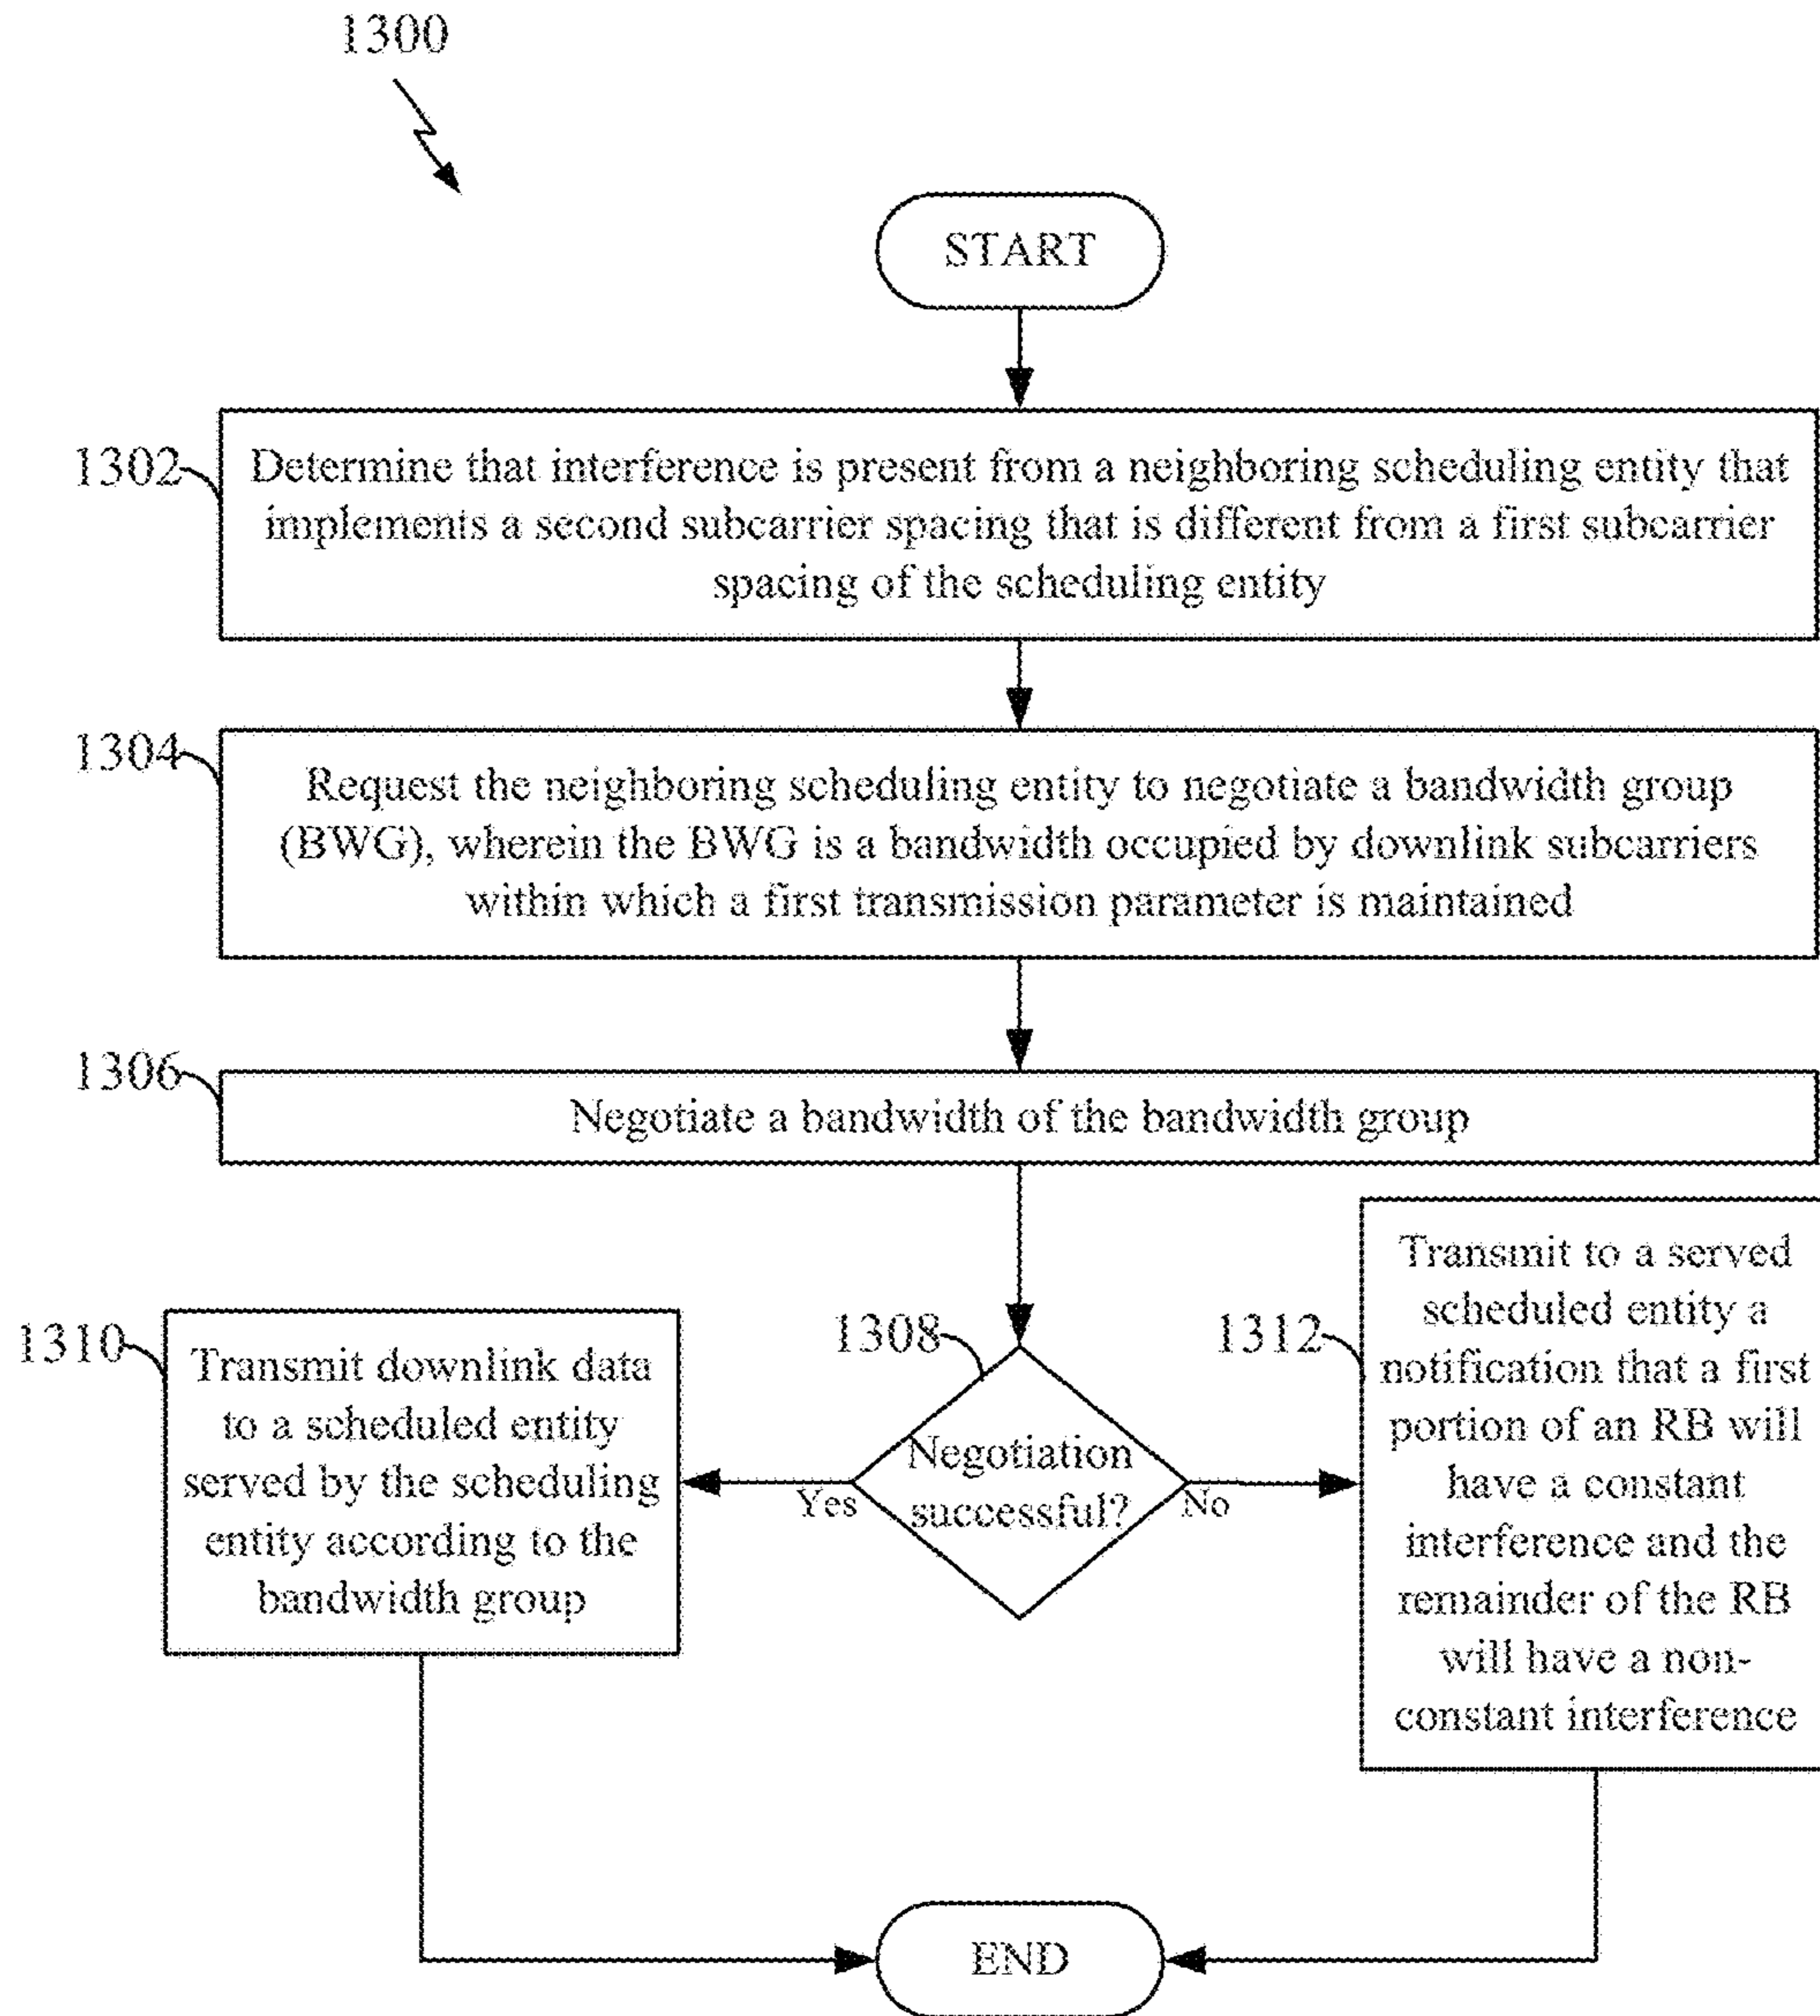 1300
START
1302
Determine that interference is present from a neighboring scheduling entity that
implements a second subcarrier spacing that is different from a first subcarrier
spacing of the scheduling entity
1304
Request the neighboring scheduling entity to negotiate a bandwidth group
(BWG), wherein the BWG is a bandwidth occupied by downlink subcarriers
within which a first transmission parameter is maintained
1306
Negotiate a bandwidth of the bandwidth group
1308
Negotiation
successful?
Yes
No
1310
Transmit downlink data
to a scheduled entity
served by the scheduling
entity according to the
bandwidth group
1312
Transmit to a served
scheduled entity a
notification that a first
portion of an RB will
have a constant
interference and the
remainder of the RB
will have a non-
constant interference
END